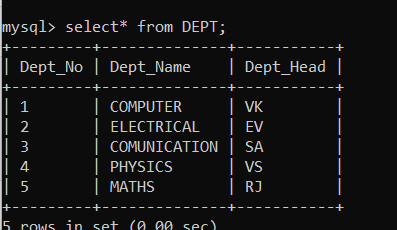 mysql> select* from DEPT;
+---------+--------------+-----------+
| Dept_No | Dept_Name    | Dept_Head |
+---------+--------------+-----------+
| 1       | COMPUTER     | VK        |
| 2       | ELECTRICAL   | EV        |
| 3       | COMUNICATION | SA        |
| 4       | PHYSICS      | VS        |
| 5       | MATHS        | RJ        |
+---------+--------------+-----------+
5 rows in set (0.00 sec)